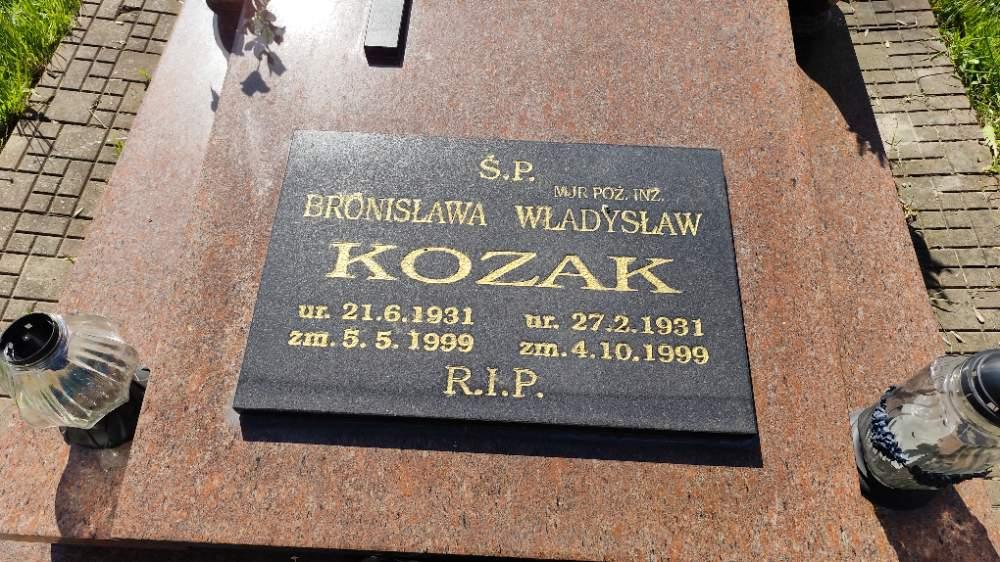 Ś.P.
MJR POŻ. INŻ.
BRONISŁAWA WŁADYSŁAW
KOZAK
ur. 21.6.1931 ur. 27.2.1931
zm. 5.5.1999 zm. 4.10.1999
R.I.P.